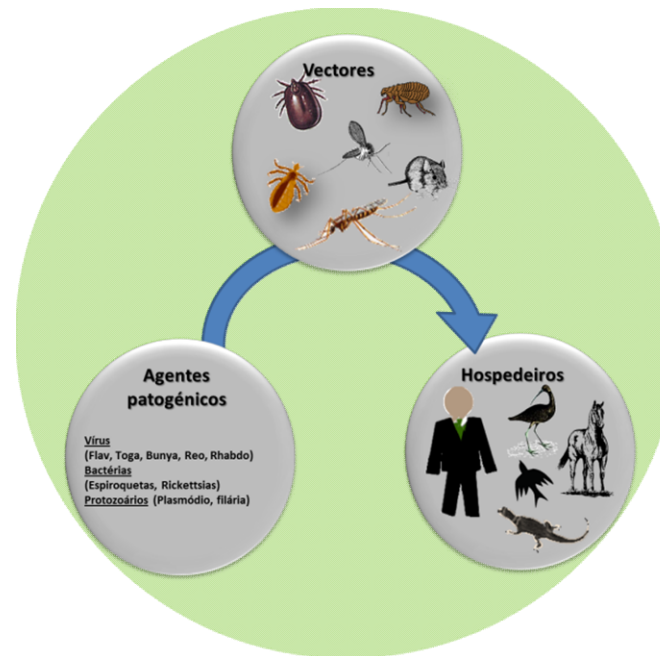 Vectores
Agentes
patogénicos
Vírus
(Flav, Toga, Bunya, Reo, Rhabdo)
Bactérias
(Espiroquetas, Rickettsias)
Protozoários (Plasmódio, filária)
Hospedeiros